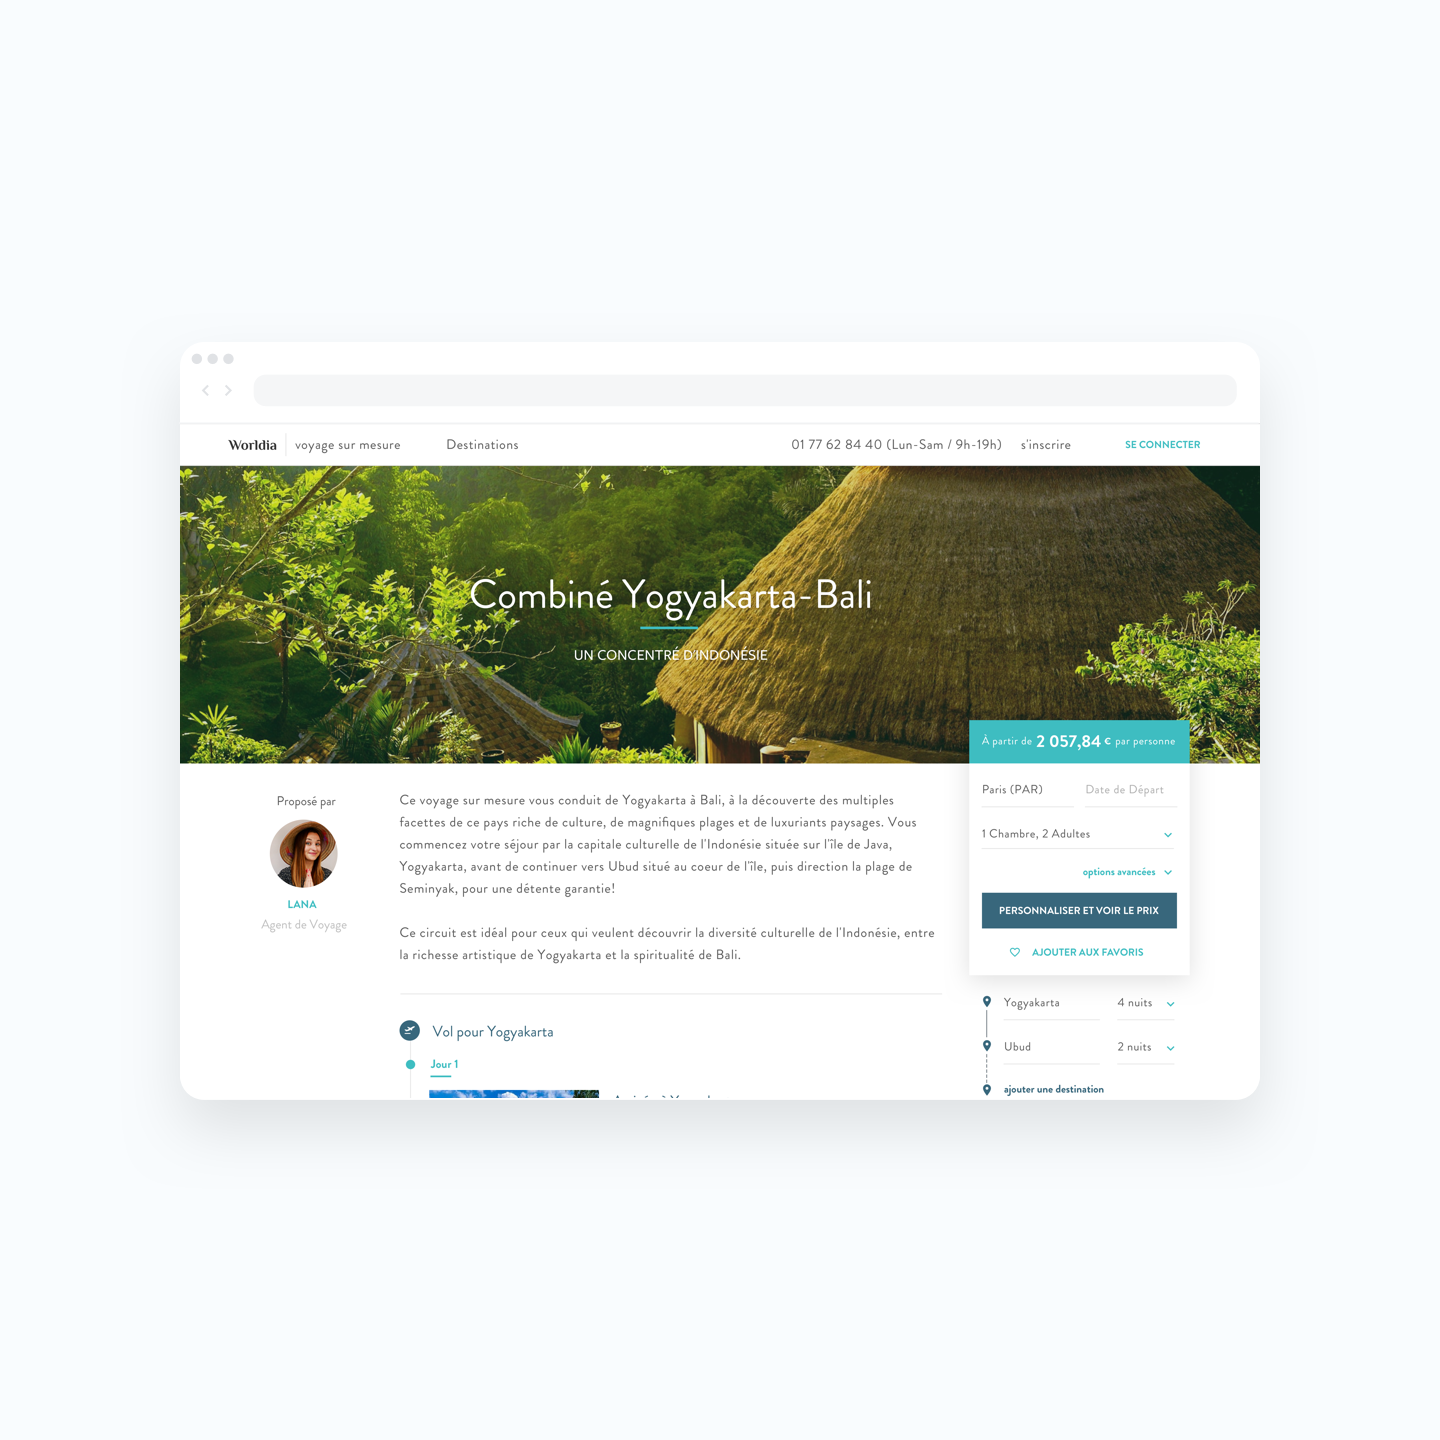 Worldia voyage sur mesure Destinations 01 77 62 84 40 (Lun-Sam / 9h-19h) s'inscrire SE CONNECTER
Combiné Yogyakarta-Bali
UN CONCENTRÉ D'INDONÉSIE
À partir de 2 057,84 € par personne
Proposé par
LANA
Agent de Voyage
Ce voyage sur mesure vous conduit de Yogyakarta à Bali, à la découverte des multiples
facettes de ce pays riche de culture, de magnifiques plages et de luxuriants paysages. Vous
commencez votre séjour par la capitale culturelle de l'Indonésie située sur l'île de Java,
Yogyakarta, avant de continuer vers Ubud situé au coeur de l'île, puis direction la plage de
Seminyak, pour une détente garantie!
Ce circuit est idéal pour ceux qui veulent découvrir la diversité culturelle de l'Indonésie, entre
la richesse artistique de Yogyakarta et la spiritualité de Bali.
Vol pour Yogyakarta
Jour 1
Paris (PAR) Date de Départ
1 Chambre, 2 Adultes
options avancées
PERSONNALISER ET VOIR LE PRIX
AJOUTER AUX FAVORIS
Yogyakarta 4 nuits
Ubud 2 nuits
ajouter une destination